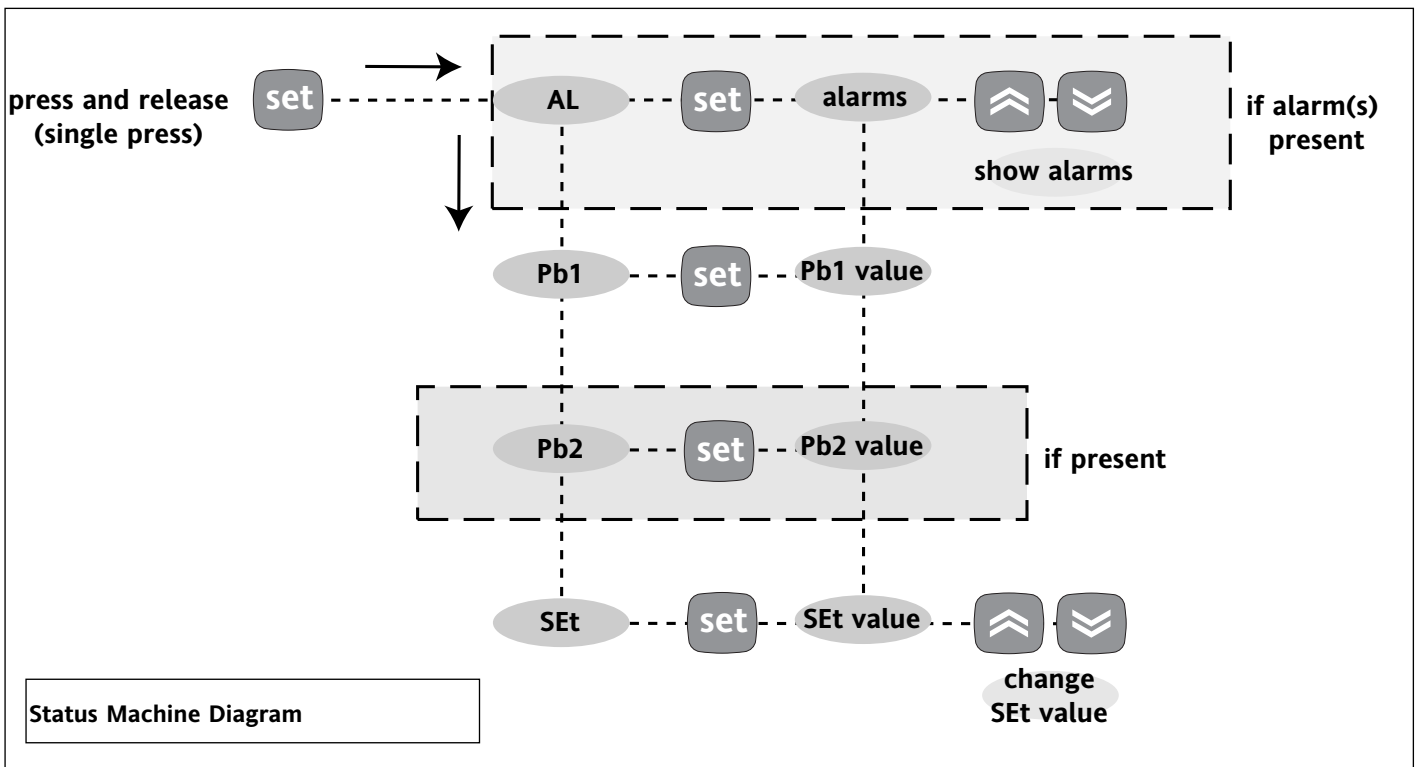 press and release
(single press)
set
AL
set
alarms
show alarms
if alarm(s)
present
Pb1
set
Pb1 value
Pb2
set
Pb2 value
if present
SEt
set
SEt value
change
SEt value
Status Machine Diagram